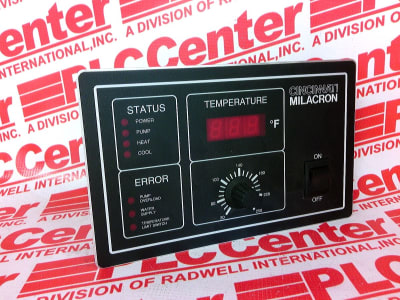 PLCCenter
A DIVISION OF RADWELL INTERNATIONAL, INC.
CINCINNATI
MILACRON
STATUS
POWER
PUMP
HEAT
COOL
TEMPERATURE
°F
ERROR
PUMP
OVERLOAD
WATER
SUPPLY
TEMPERATURE
LIMIT SWITCH
ON
OFF
PLCCenter
A DIVISION OF RADWELL INTERNATIONAL, INC.